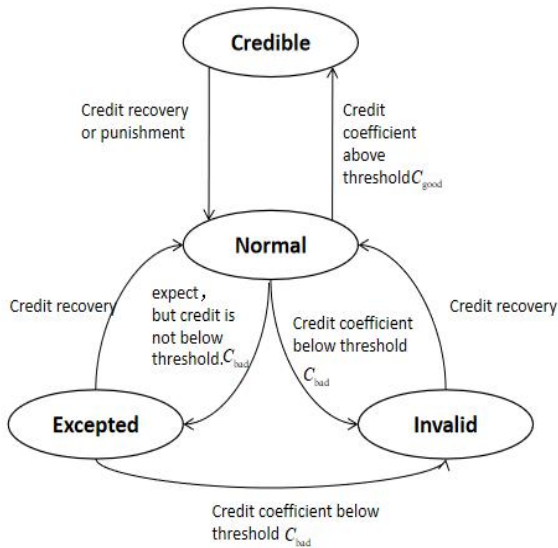 Credible
Credit recovery
or punishment
Credit
coefficient
above
threshold C_good
Normal
Credit recovery
expect，
but credit is
not below
threshold. C_bad
Credit coefficient
below threshold
C_bad
Credit recovery
Excepted
Invalid
Credit coefficient below
threshold C_bad